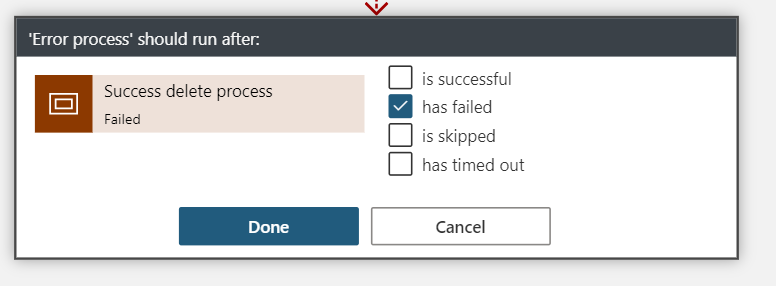 'Error process' should run after:
Success delete process
Failed
is successful
has failed
is skipped
has timed out
Done
Cancel